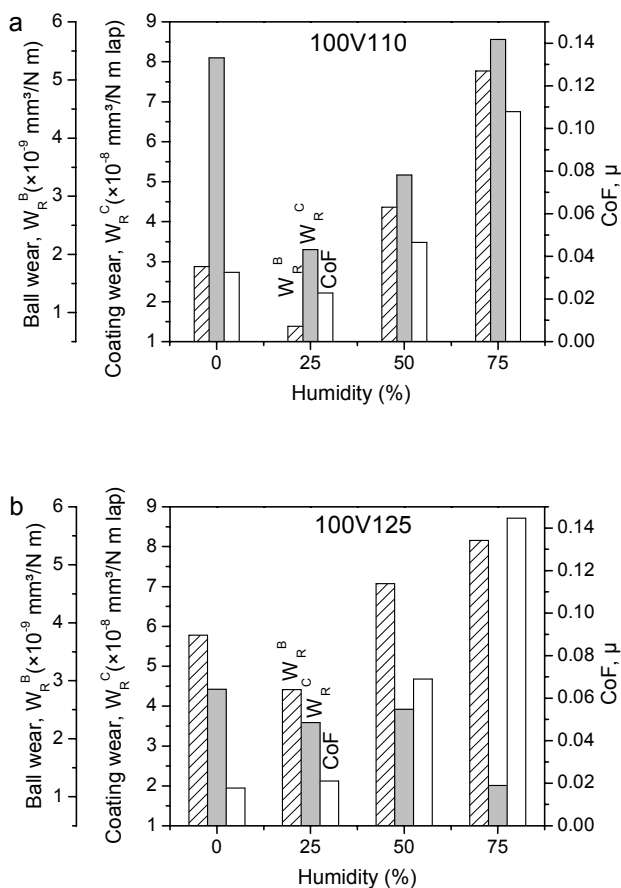 a
100V110
Ball wear, W_R^B (×10⁻⁹ mm³/N m)
6
5
4
3
2
1
Coating wear, W_R^C (×10⁻⁸ mm³/N m lap)
9
8
7
6
5
4
3
2
1
W_R^B
W_R^C
CoF
0.14
0.12
0.10
0.08
0.06
0.04
0.02
0.00
CoF, µ
0 25 50 75
Humidity (%)
b
100V125
Ball wear, W_R^B (×10⁻⁹ mm³/N m)
6
5
4
3
2
1
Coating wear, W_R^C (×10⁻⁸ mm³/N m lap)
9
8
7
6
5
4
3
2
1
W_R^B
W_R^C
CoF
0.14
0.12
0.10
0.08
0.06
0.04
0.02
0.00
CoF, µ
0 25 50 75
Humidity (%)